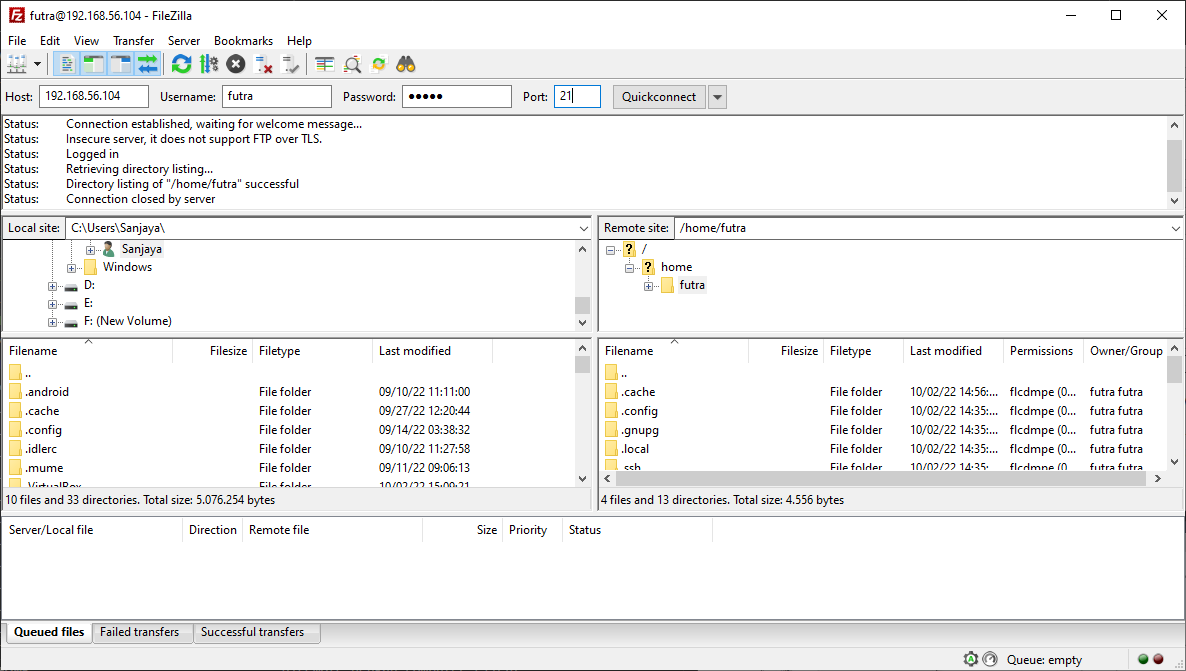 futra@192.168.56.104 - FileZilla
File Edit View Transfer Server Bookmarks Help
Host: 192.168.56.104 Username: futra Password: ●●●●● Port: 21 Quickconnect
Status: Connection established, waiting for welcome message...
Status: Insecure server, it does not support FTP over TLS.
Status: Logged in
Status: Retrieving directory listing...
Status: Directory listing of "/home/futra" successful
Status: Connection closed by server
Local site: C:\Users\Sanjaya\
Sanjaya
Windows
D:
E:
F: (New Volume)
Remote site: /home/futra
/
home
futra
Filename Filesize Filetype Last modified
..
.android File folder 09/10/22 11:11:00
.cache File folder 09/27/22 12:20:44
.config File folder 09/14/22 03:38:32
.idlerc File folder 09/10/22 11:27:58
.mume File folder 09/11/22 09:06:13
.VirtualBox File folder 10/02/22 15:09:21
10 files and 33 directories. Total size: 5.076.254 bytes
Filename Filesize Filetype Last modified Permissions Owner/Group
..
.cache File folder 10/02/22 14:56:... flcdmpe (0... futra futra
.config File folder 10/02/22 14:35:... flcdmpe (0... futra futra
.gnupg File folder 10/02/22 14:35:... flcdmpe (0... futra futra
.local File folder 10/02/22 14:35:... flcdmpe (0... futra futra
.ssh File folder 10/02/22 14:35:... flcdmpe (0... futra futra
4 files and 13 directories. Total size: 4.556 bytes
Server/Local file Direction Remote file Size Priority Status
Queued files Failed transfers Successful transfers
Queue: empty